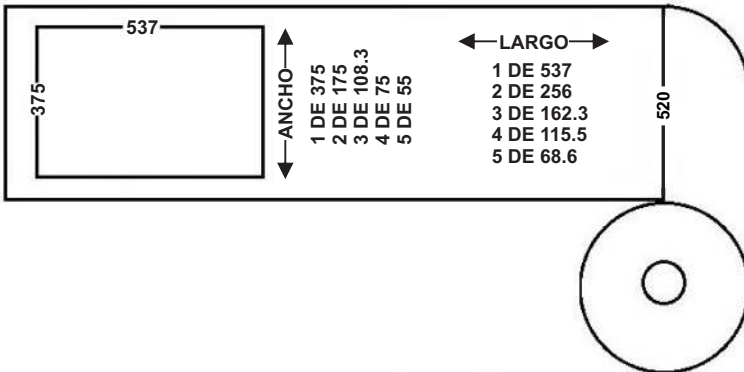 537
375
ANCHO
1 DE 375
2 DE 175
3 DE 108.3
4 DE 75
5 DE 55
LARGO
1 DE 537
2 DE 256
3 DE 162.3
4 DE 115.5
5 DE 68.6
520